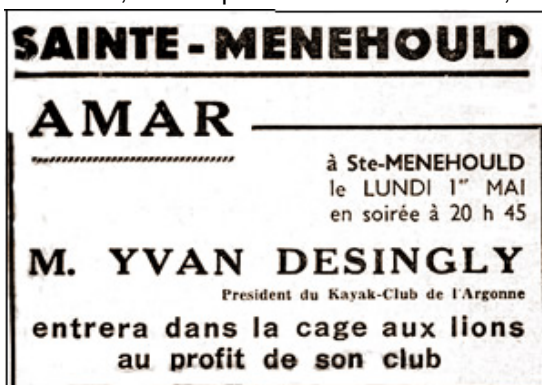 SAINTE-MENEHOULD
AMAR
à Ste-MENEHOULD
le LUNDI 1er MAI
en soirée à 20 h 45
M. YVAN DESINGLY
President du Kayak-Club de l'Argonne
entrera dans la cage aux lions
au profit de son club